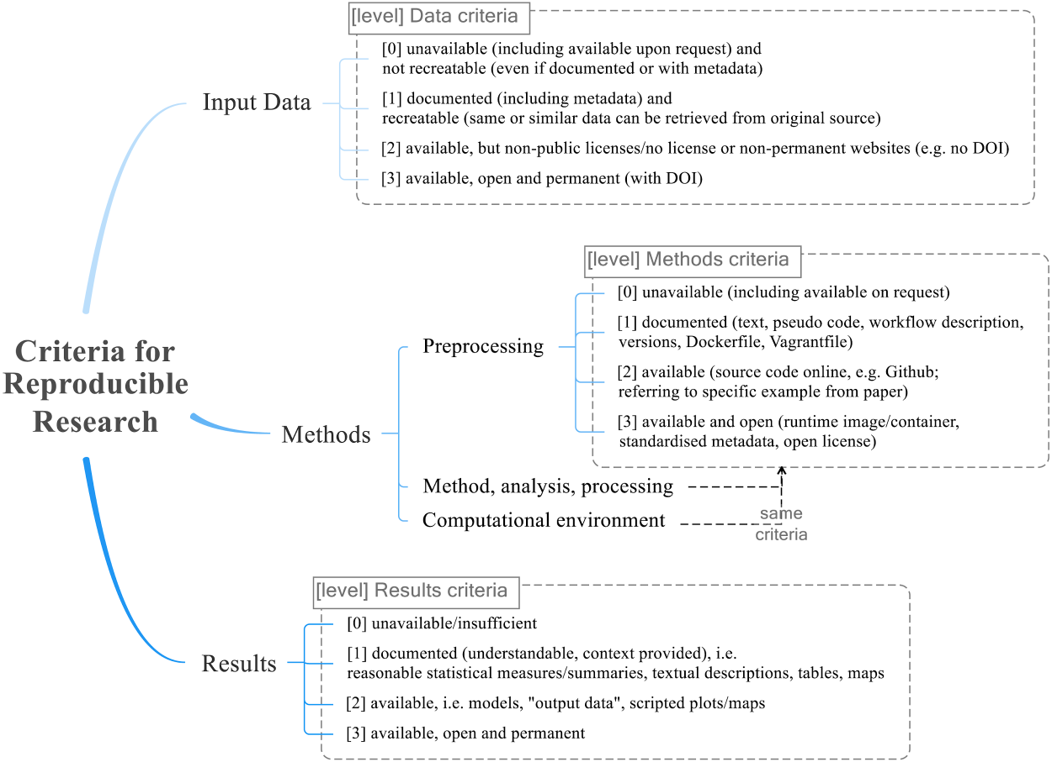 Criteria for
Reproducible
Research
Input Data
[level] Data criteria
[0] unavailable (including available upon request) and
not recreatable (even if documented or with metadata)
[1] documented (including metadata) and
recreatable (same or similar data can be retrieved from original source)
[2] available, but non-public licenses/no license or non-permanent websites (e.g. no DOI)
[3] available, open and permanent (with DOI)
Methods
Preprocessing
[level] Methods criteria
[0] unavailable (including available on request)
[1] documented (text, pseudo code, workflow description,
versions, Dockerfile, Vagrantfile)
[2] available (source code online, e.g. Github;
referring to specific example from paper)
[3] available and open (runtime image/container,
standardised metadata, open license)
Method, analysis, processing
Computational environment
same
criteria
Results
[level] Results criteria
[0] unavailable/insufficient
[1] documented (understandable, context provided), i.e.
reasonable statistical measures/summaries, textual descriptions, tables, maps
[2] available, i.e. models, "output data", scripted plots/maps
[3] available, open and permanent